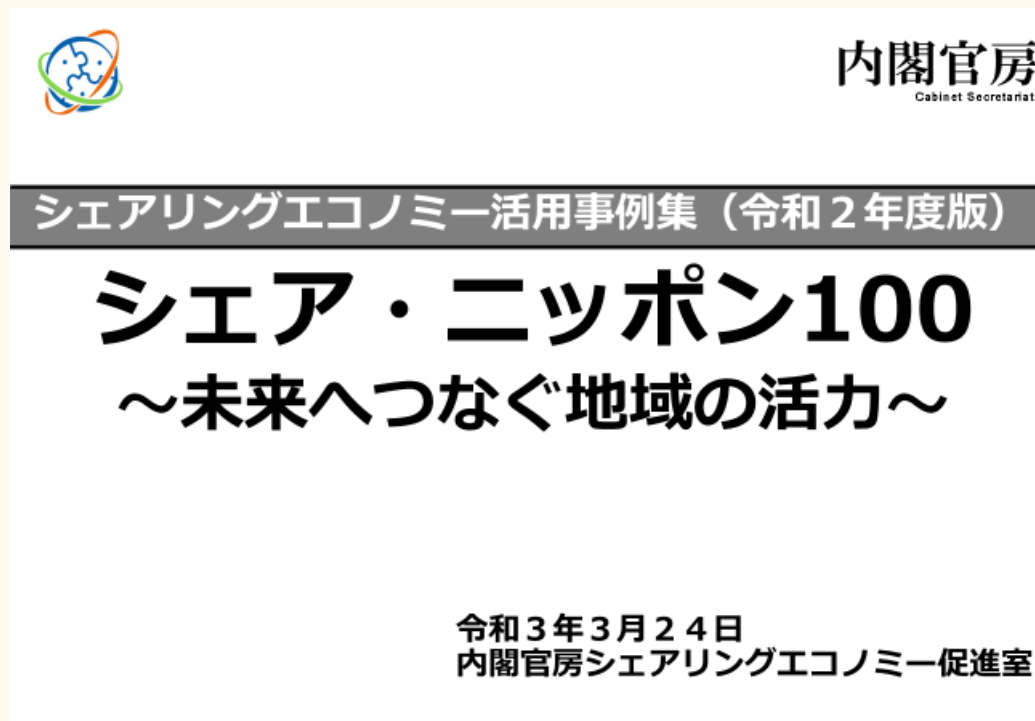 内閣官房
Cabinet Secretariat
シェアリングエコノミー活用事例集（令和２年度版）
シェア・ニッポン100
～未来へつなぐ地域の活力～
令和３年３月２４日
内閣官房シェアリングエコノミー促進室